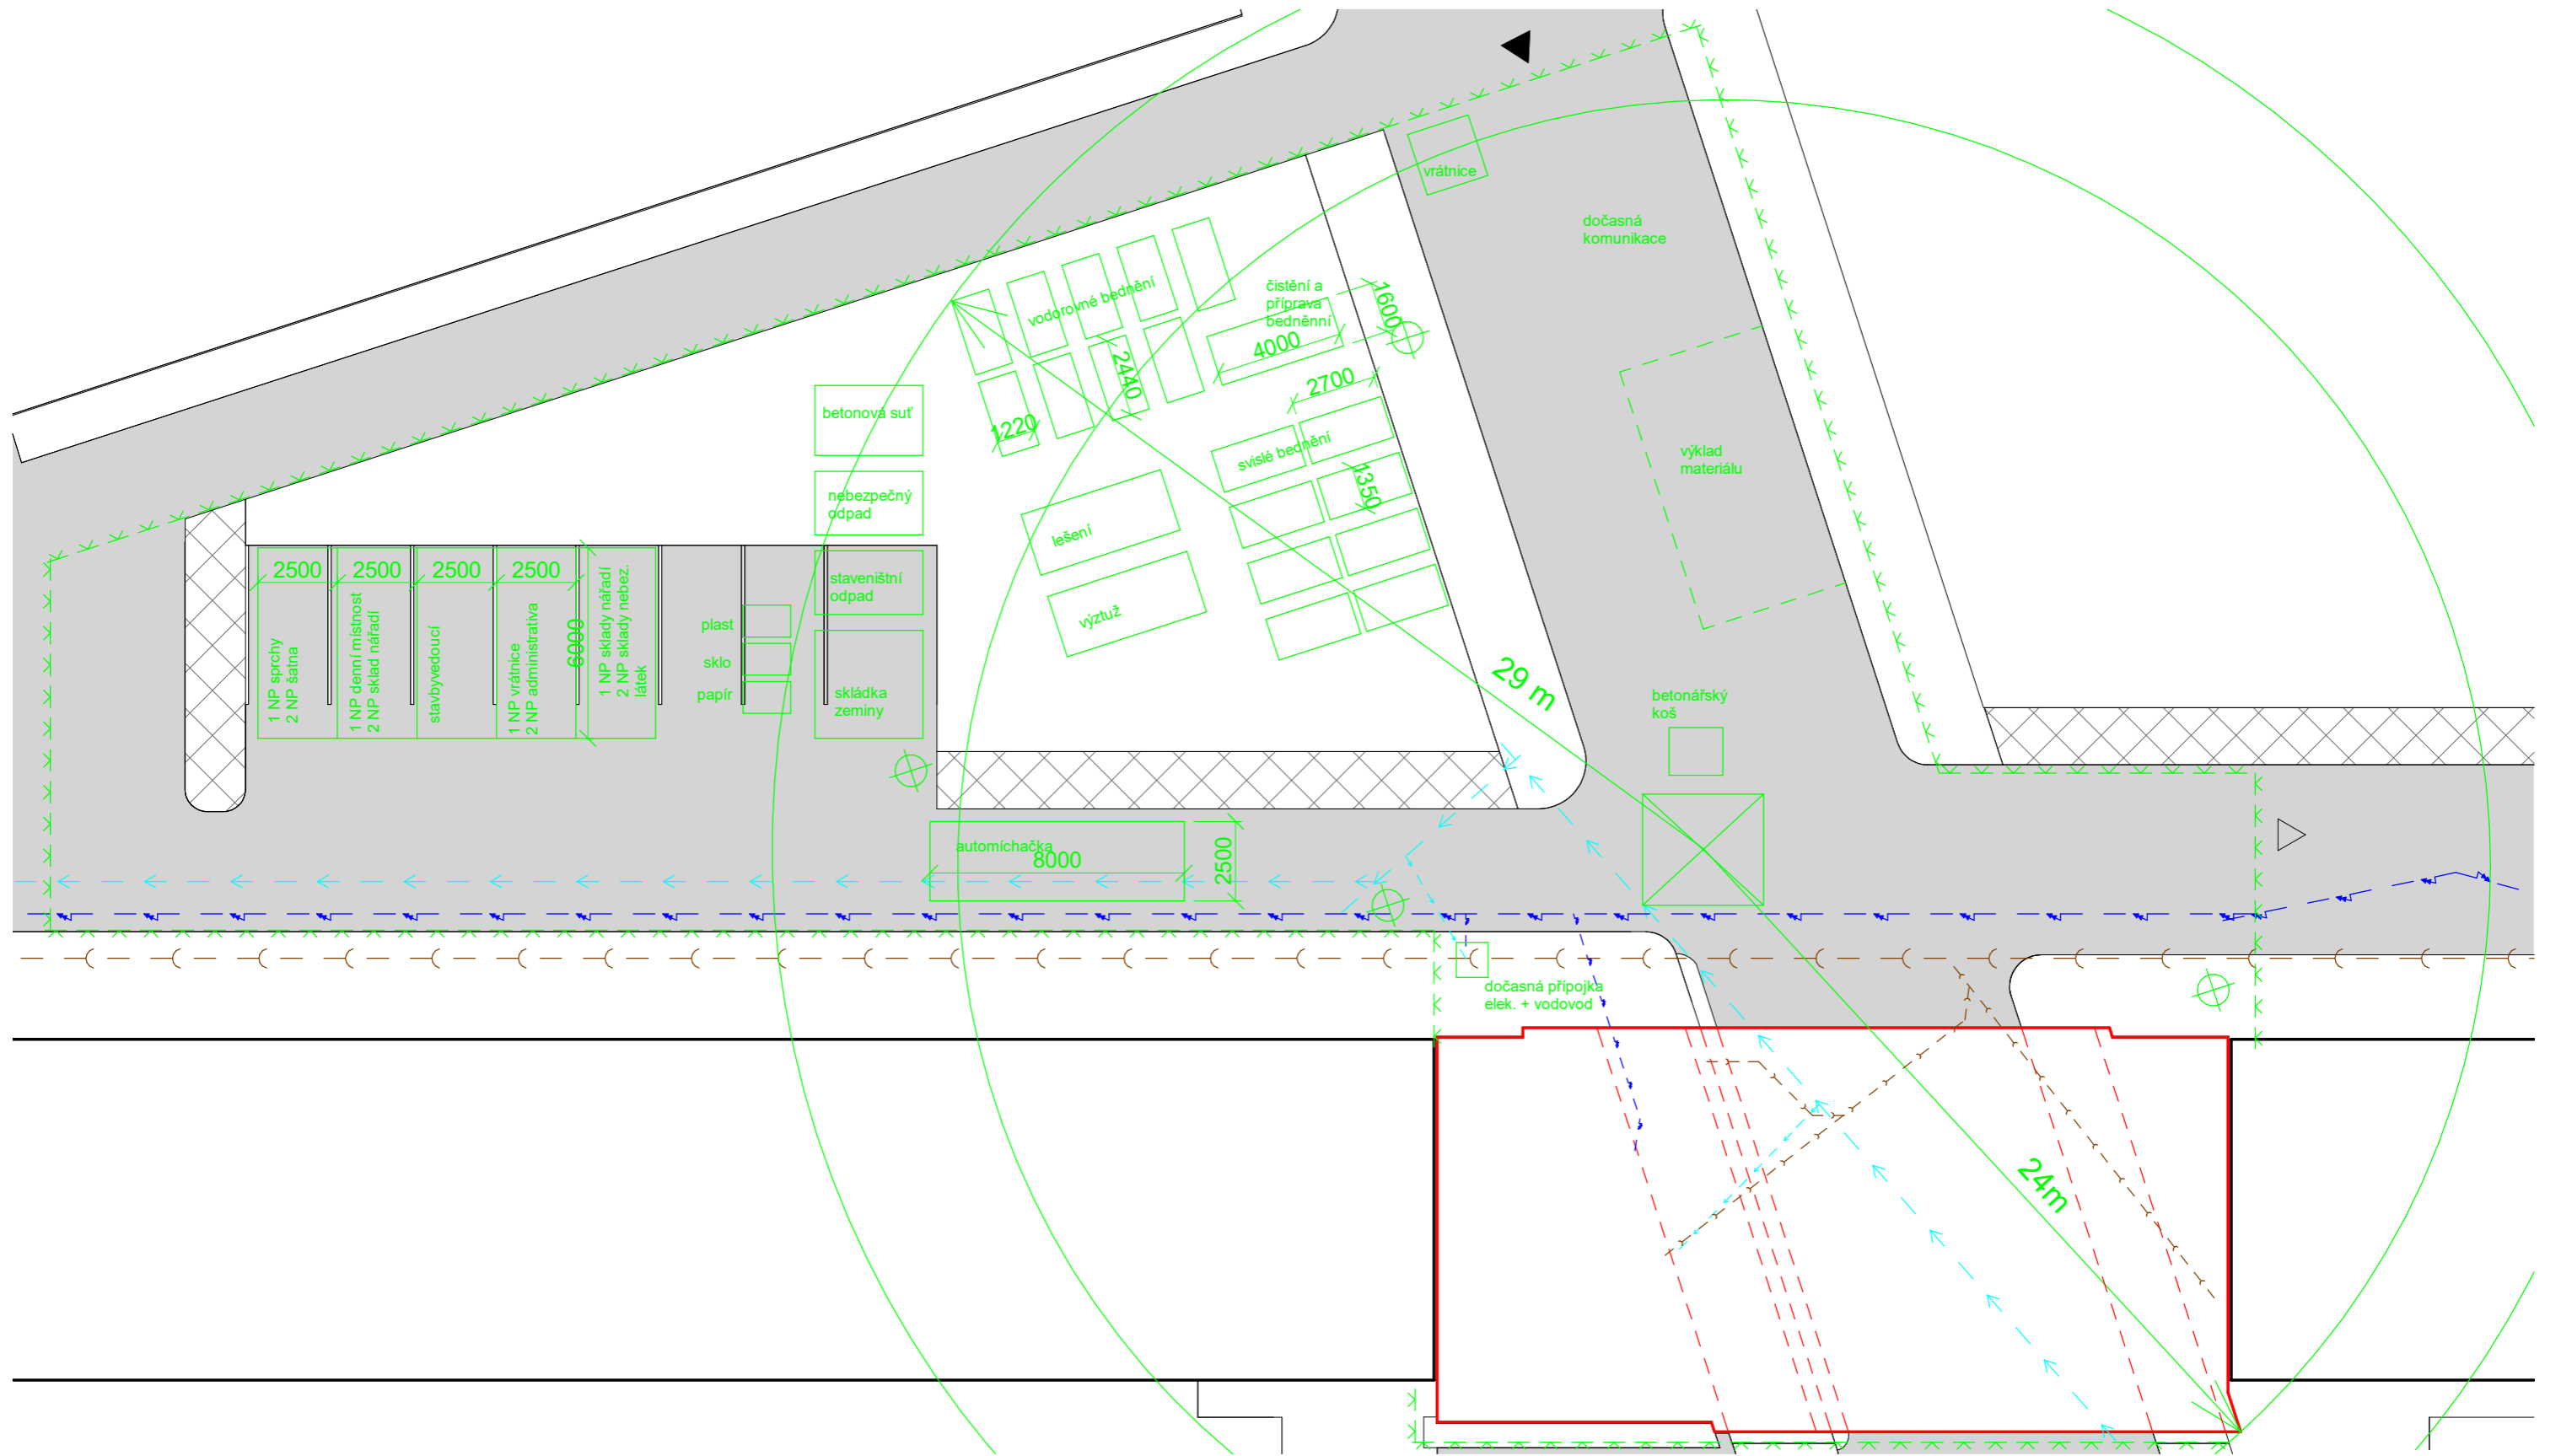 vrátnice
dočasná
komunikace
vodorovné bednění
čistění a
příprava
bedněnní
1600
4000
2440
1220
2700
svislé bednění
1350
betonová suť
nebezpečný
odpad
lešení
výztuž
výklad
materiálu
2500
2500
2500
2500
6000
1 NP sprchy
2 NP šatna
1 NP denní místnost
2 NP sklad nářadí
stavbyvedoucí
1 NP vrátnice
2 NP administrativa
1 NP sklady nářadí
2 NP sklady nebez.
látek
plast
sklo
papír
staveništní
odpad
skládka
zeminy
29 m
betonářský
koš
automíchačka
8000
2500
dočasná přípojka
elek. + vodovod
24m